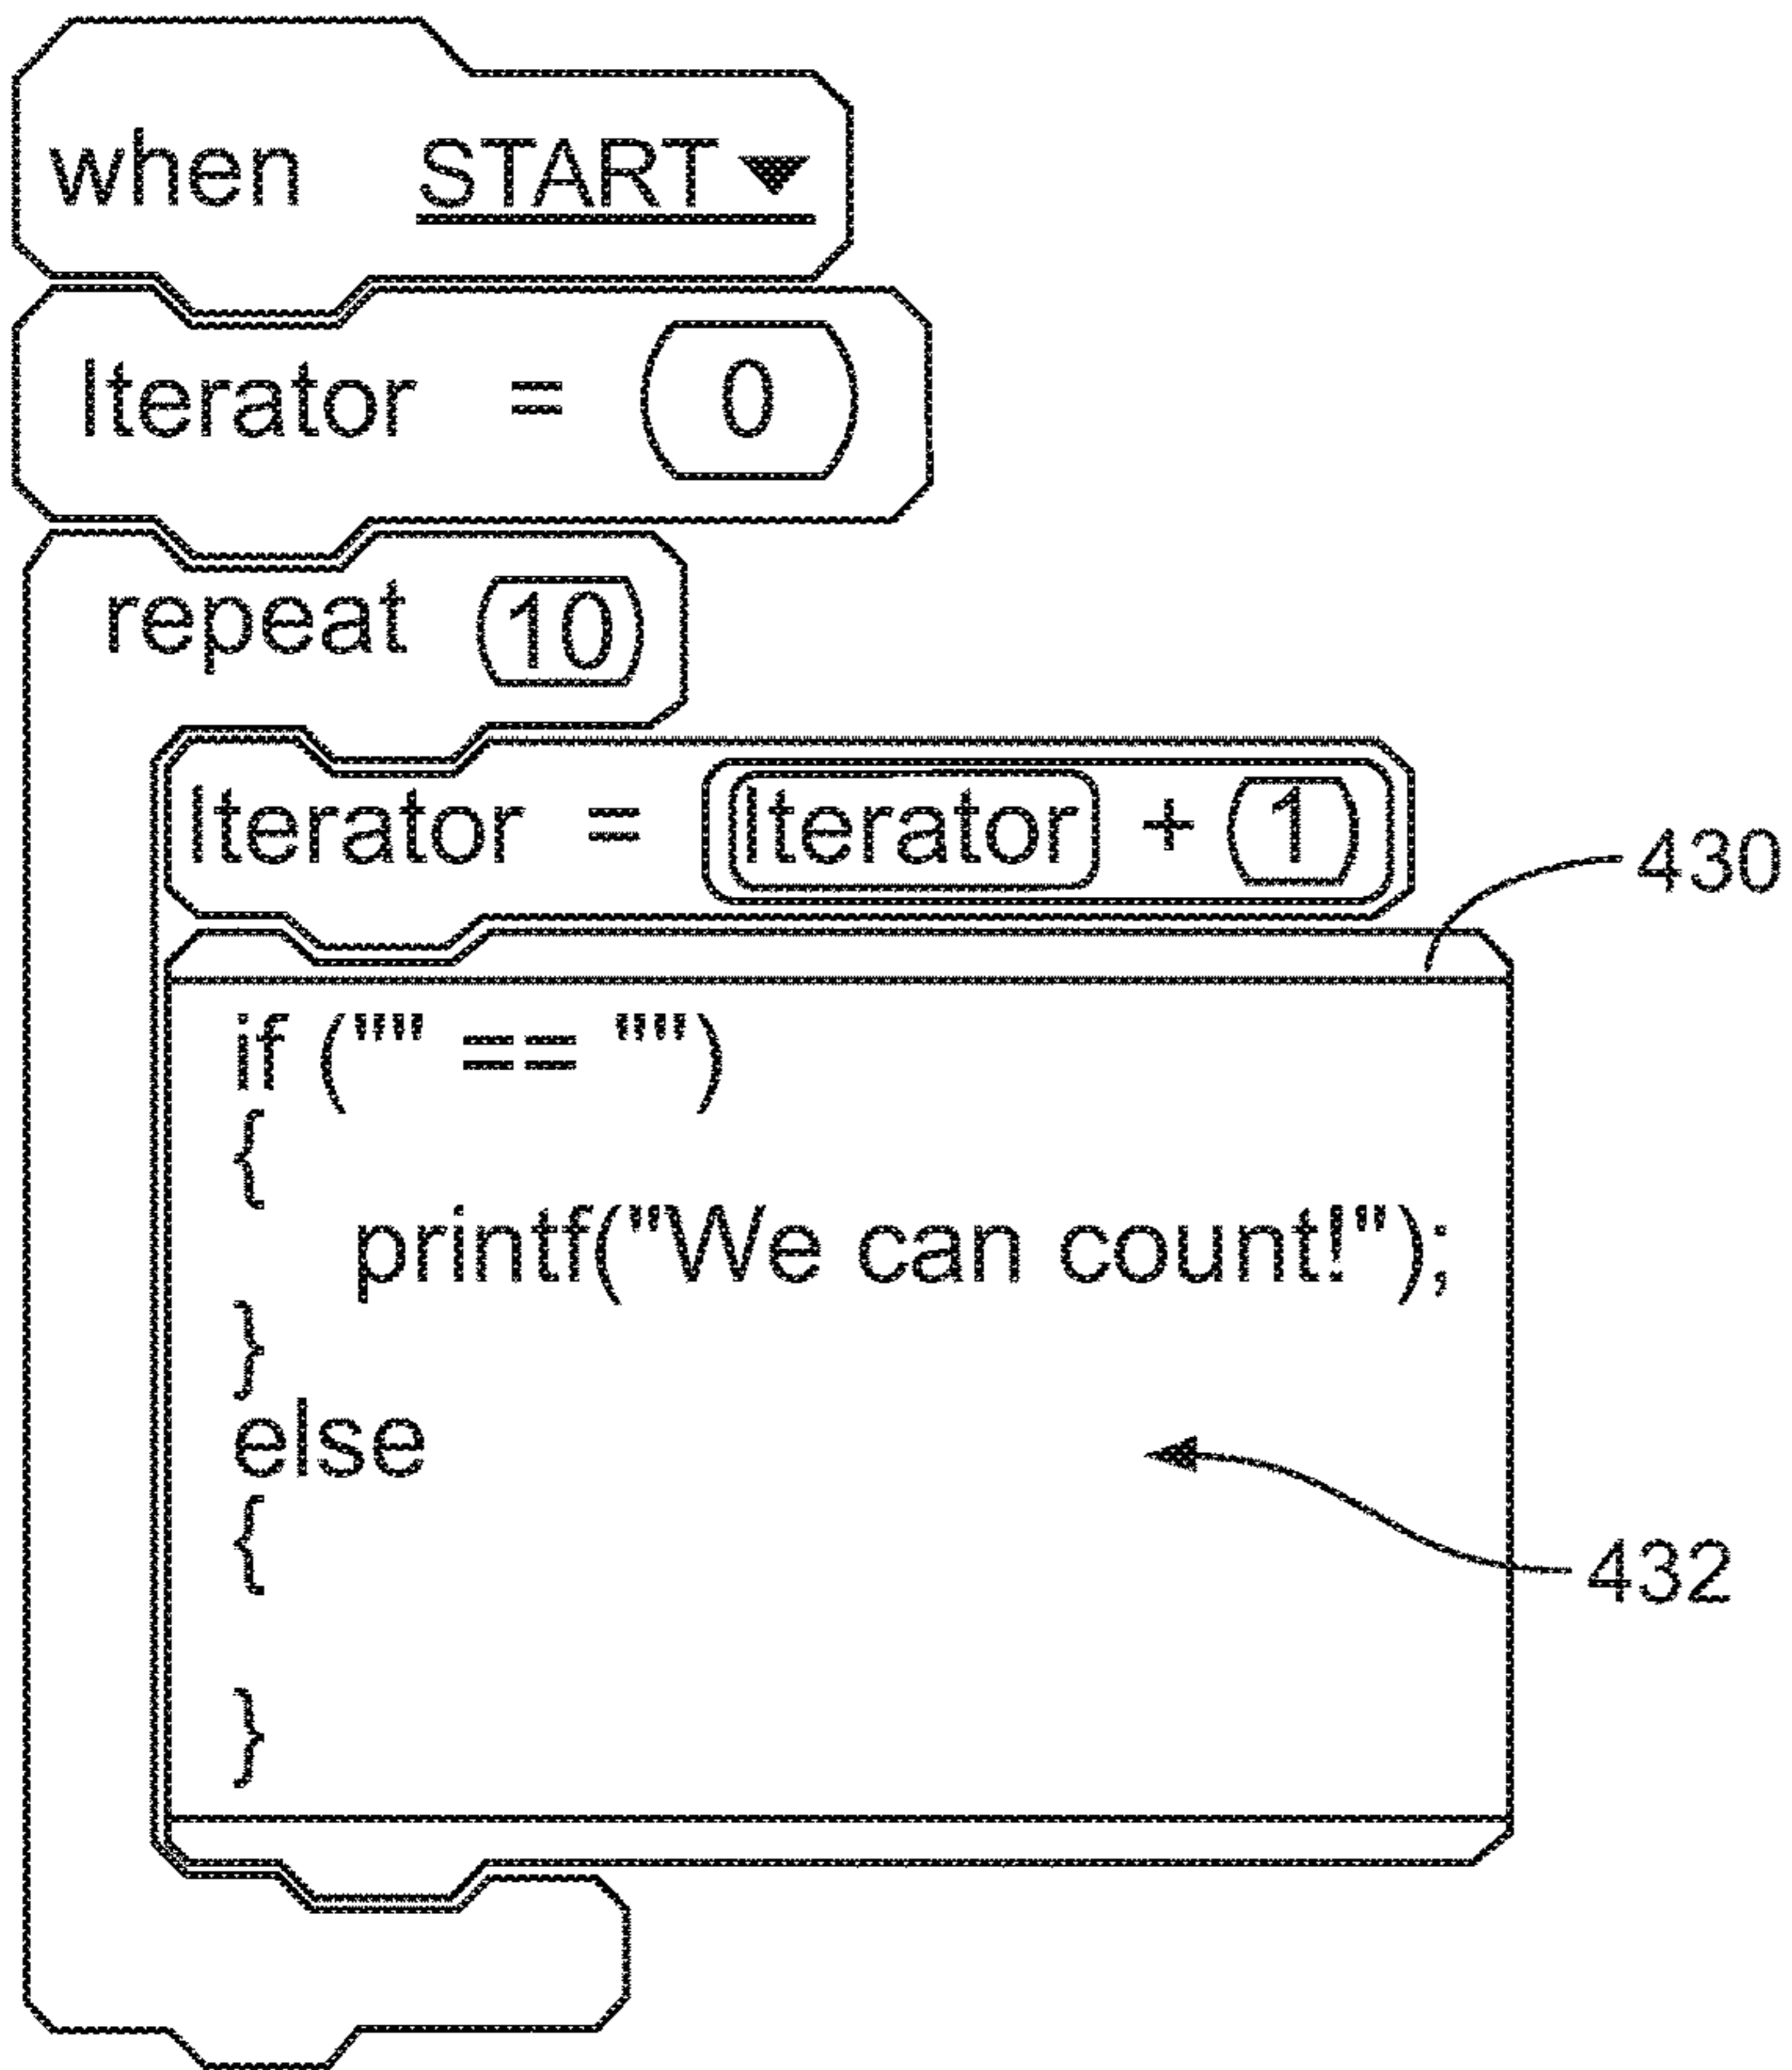 when START
Iterator = 0
repeat 10
Iterator = Iterator + 1
430
if ("" == "")
{
printf("We can count!");
}
else
{
432
}